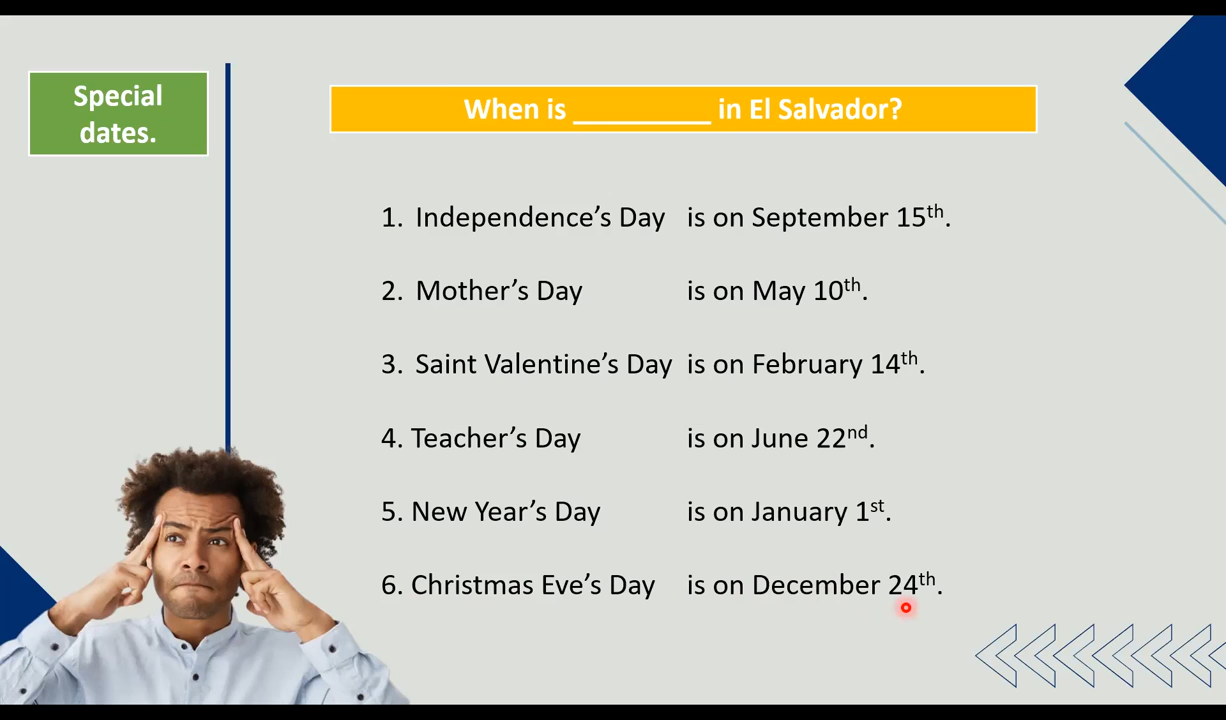 Special
dates.
When is _________ in El Salvador?
1. Independence’s Day is on September 15th.
2. Mother’s Day is on May 10th.
3. Saint Valentine’s Day is on February 14th.
4. Teacher’s Day is on June 22nd.
5. New Year’s Day is on January 1st.
6. Christmas Eve’s Day is on December 24th.